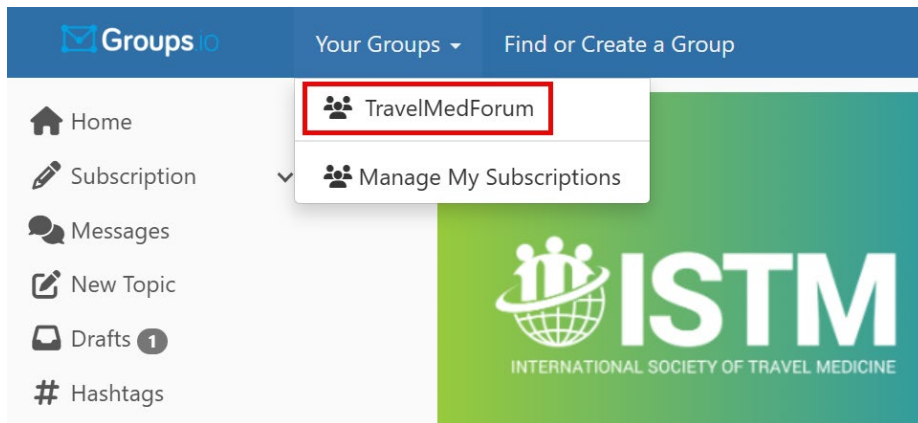 Groups.io
Your Groups
Find or Create a Group
TravelMedForum
Manage My Subscriptions
Home
Subscription
Messages
New Topic
Drafts 1
# Hashtags
ISTM
INTERNATIONAL SOCIETY OF TRAVEL MEDICINE